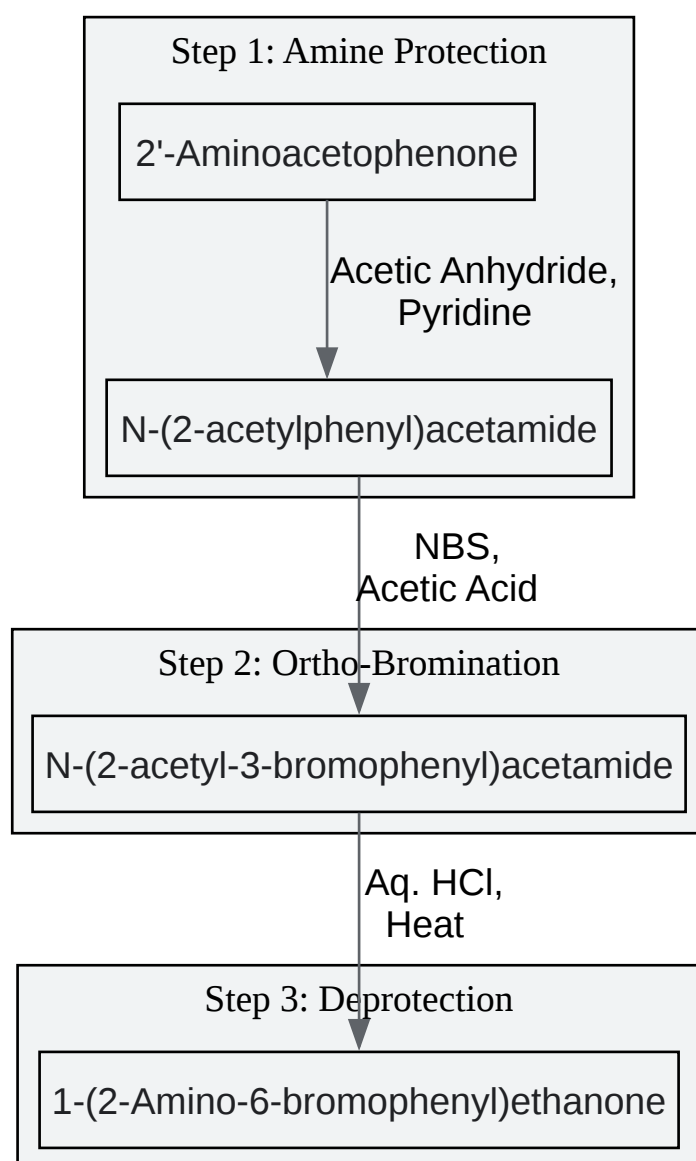 Step 1: Amine Protection
2'-Aminoacetophenone
Acetic Anhydride,
Pyridine
N-(2-acetylphenyl)acetamide
NBS,
Acetic Acid
Step 2: Ortho-Bromination
N-(2-acetyl-3-bromophenyl)acetamide
Aq. HCl,
Heat
Step 3: Deprotection
1-(2-Amino-6-bromophenyl)ethanone